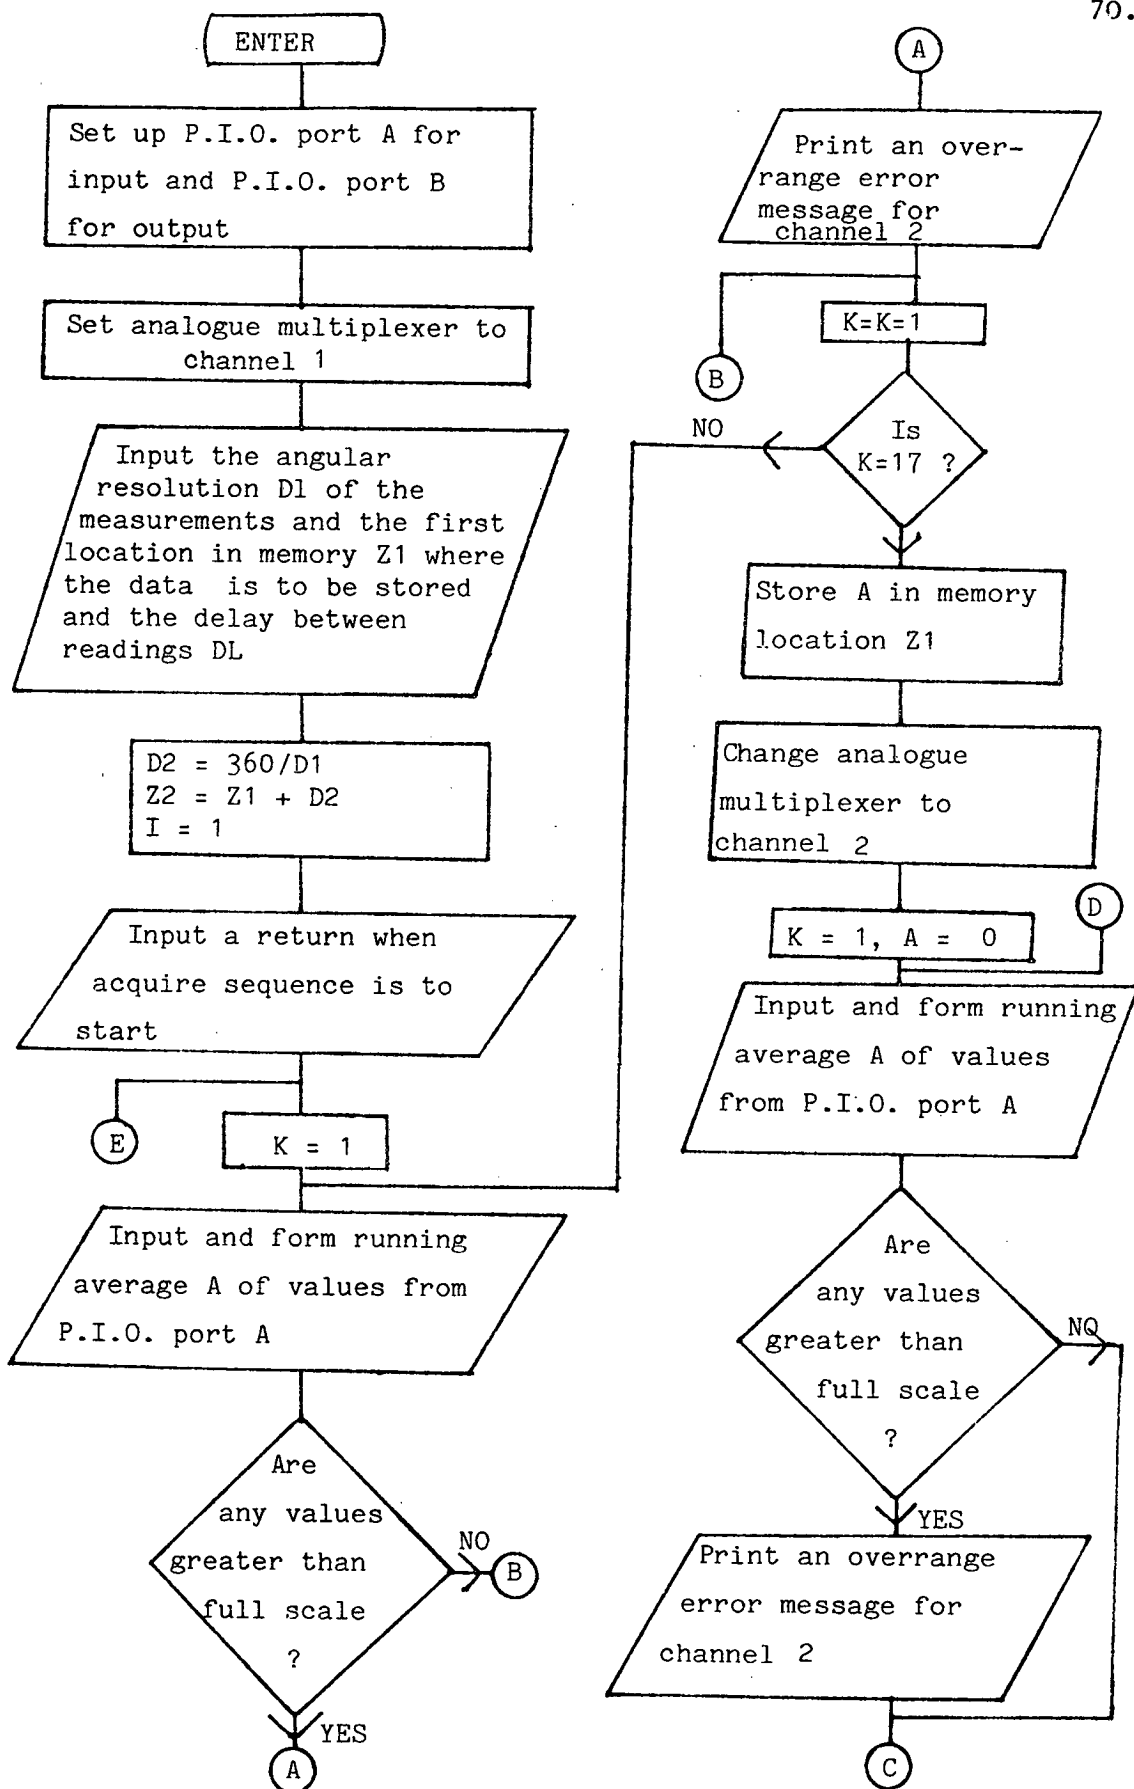 70.
ENTER
Set up P.I.O. port A for
input and P.I.O. port B
for output
Set analogue multiplexer to
channel 1
Input the angular
resolution D1 of the
measurements and the first
location in memory Z1 where
the data is to be stored
and the delay between
readings DL
D2 = 360/D1
Z2 = Z1 + D2
I = 1
Input a return when
acquire sequence is to
start
E
K = 1
Input and form running
average A of values from
P.I.O. port A
Are
any values
greater than
full scale
?
NO
B
YES
A
A
Print an over-
range error
message for
channel 2
K=K=1
B
NO
Is
K=17 ?
Store A in memory
location Z1
Change analogue
multiplexer to
channel 2
D
K = 1, A = 0
Input and form running
average A of values
from P.I.O. port A
Are
any values
greater than
full scale
?
NO
YES
Print an overrange
error message for
channel 2
C